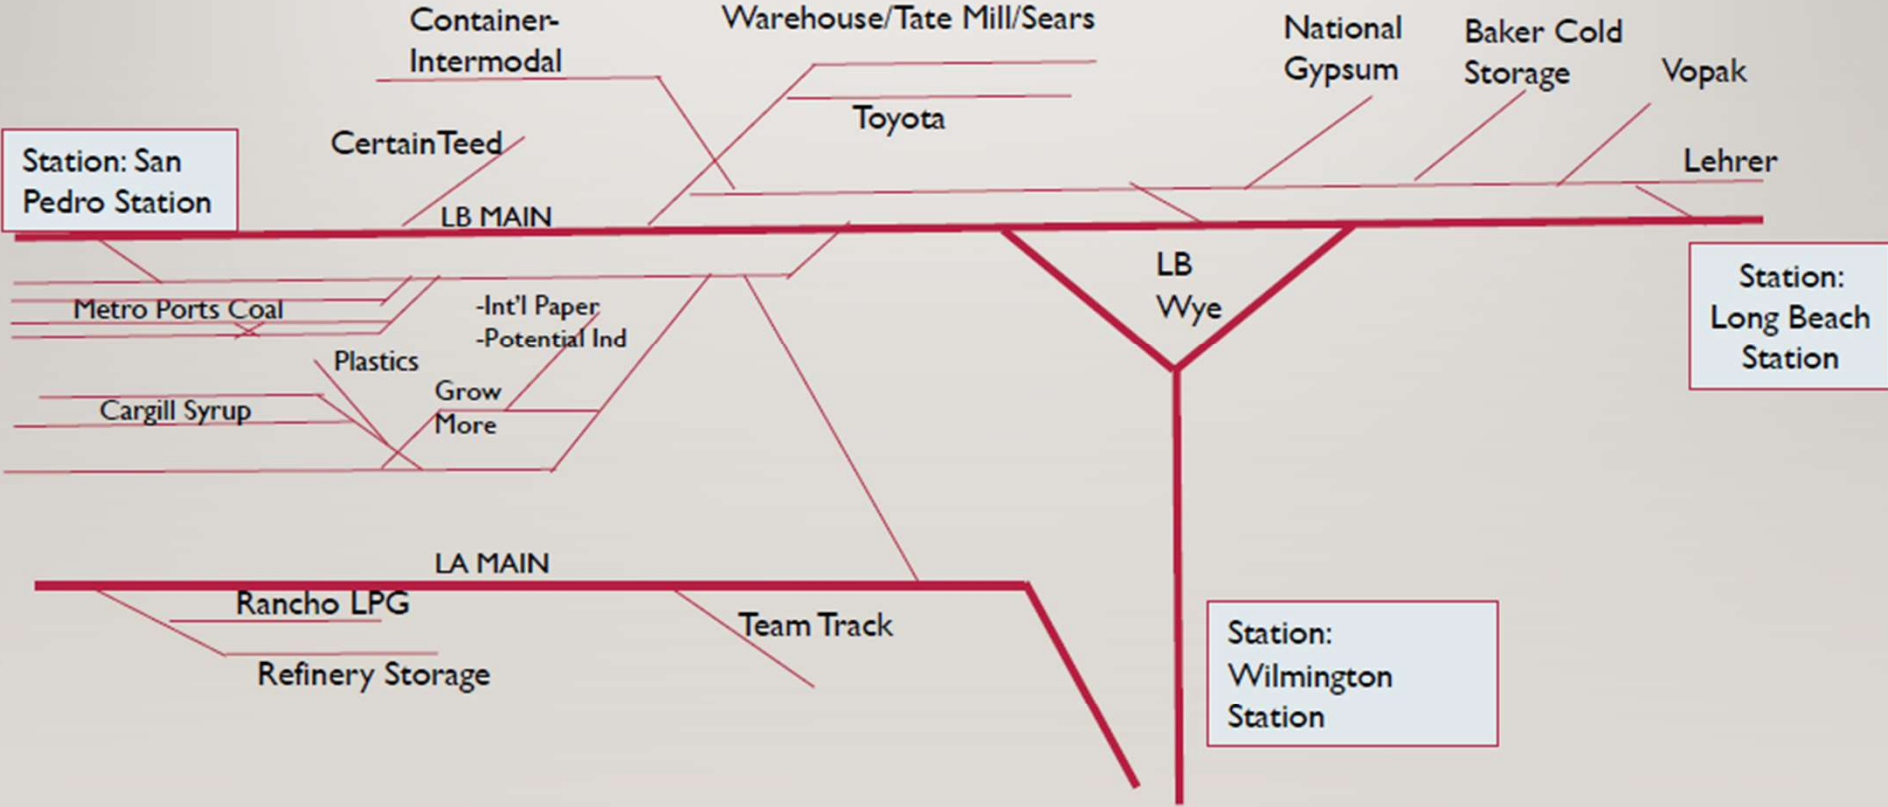 Container-
Intermodal
Warehouse/Tate Mill/Sears
National
Gypsum
Baker Cold
Storage
Vopak
Toyota
CertainTeed
Station: San
Pedro Station
Lehrer
LB MAIN
LB
Wye
Station:
Long Beach
Station
Metro Ports Coal
-Int'l Paper
-Potential Ind
Plastics
Grow
More
Cargill Syrup
LA MAIN
Rancho LPG
Team Track
Refinery Storage
Station:
Wilmington
Station